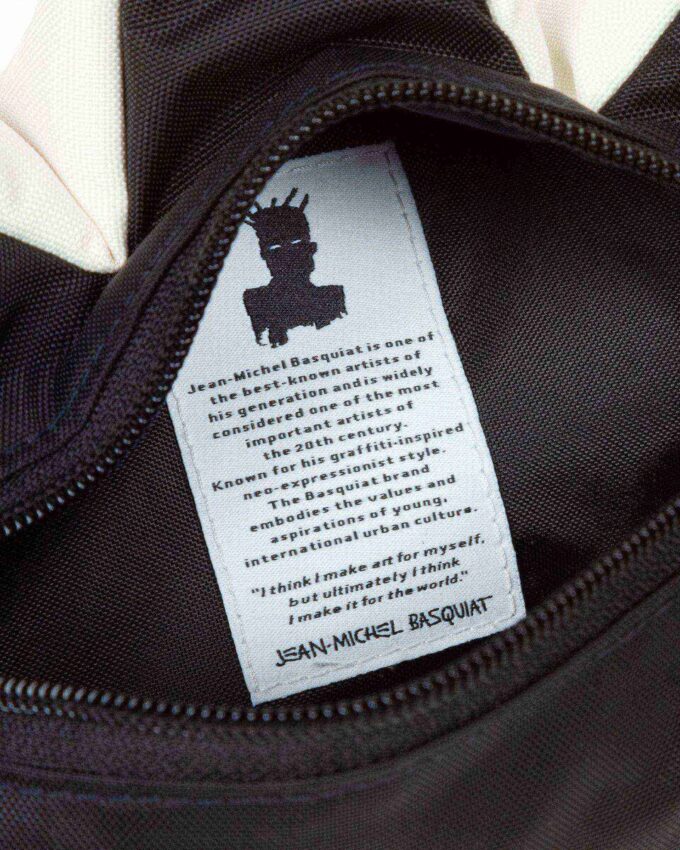 Jean-Michel Basquiat is one of
the best-known artists of
his generation and is widely
considered one of the most
important artists of
the 20th century.
Known for his graffiti-inspired
neo-expressionist style.
The Basquiat brand
embodies the values and
aspirations of young,
international urban culture.
"I think I make art for myself,
but ultimately I think
I make it for the world."
JEAN-MICHEL BASQUIAT